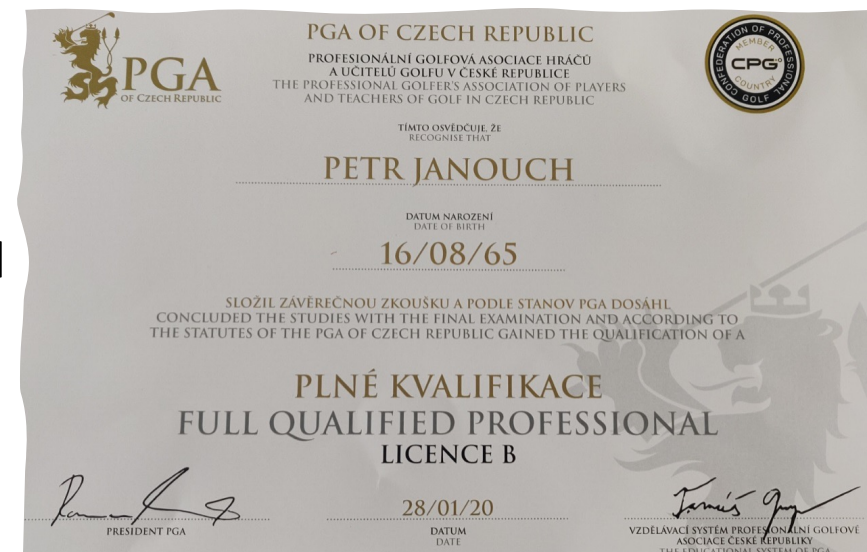 PGA
OF CZECH REPUBLIC
PGA OF CZECH REPUBLIC
PROFESIONÁLNÍ GOLFOVÁ ASOCIACE HRÁČŮ
A UČITELŮ GOLFU V ČESKÉ REPUBLICE
THE PROFESSIONAL GOLFER'S ASSOCIATION OF PLAYERS
AND TEACHERS OF GOLF IN CZECH REPUBLIC
CONFEDERATION OF PROFESSIONAL GOLF
MEMBER
CPG
COUNTRY
TÍMTO OSVĚDČUJE, ŽE
RECOGNISE THAT
PETR JANOUCH
DATUM NAROZENÍ
DATE OF BIRTH
16/08/65
SLOŽIL ZÁVĚREČNOU ZKOUŠKU A PODLE STANOV PGA DOSÁHL
CONCLUDED THE STUDIES WITH THE FINAL EXAMINATION AND ACCORDING TO
THE STATUTES OF THE PGA OF CZECH REPUBLIC GAINED THE QUALIFICATION OF A
PLNÉ KVALIFIKACE
FULL QUALIFIED PROFESSIONAL
LICENCE B
PRESIDENT PGA
28/01/20
DATUM
DATE
VZDĚLÁVACÍ SYSTÉM PROFESIONÁLNÍ GOLFOVÉ
ASOCIACE ČESKÉ REPUBLIKY
THE EDUCATIONAL SYSTEM OF PGA